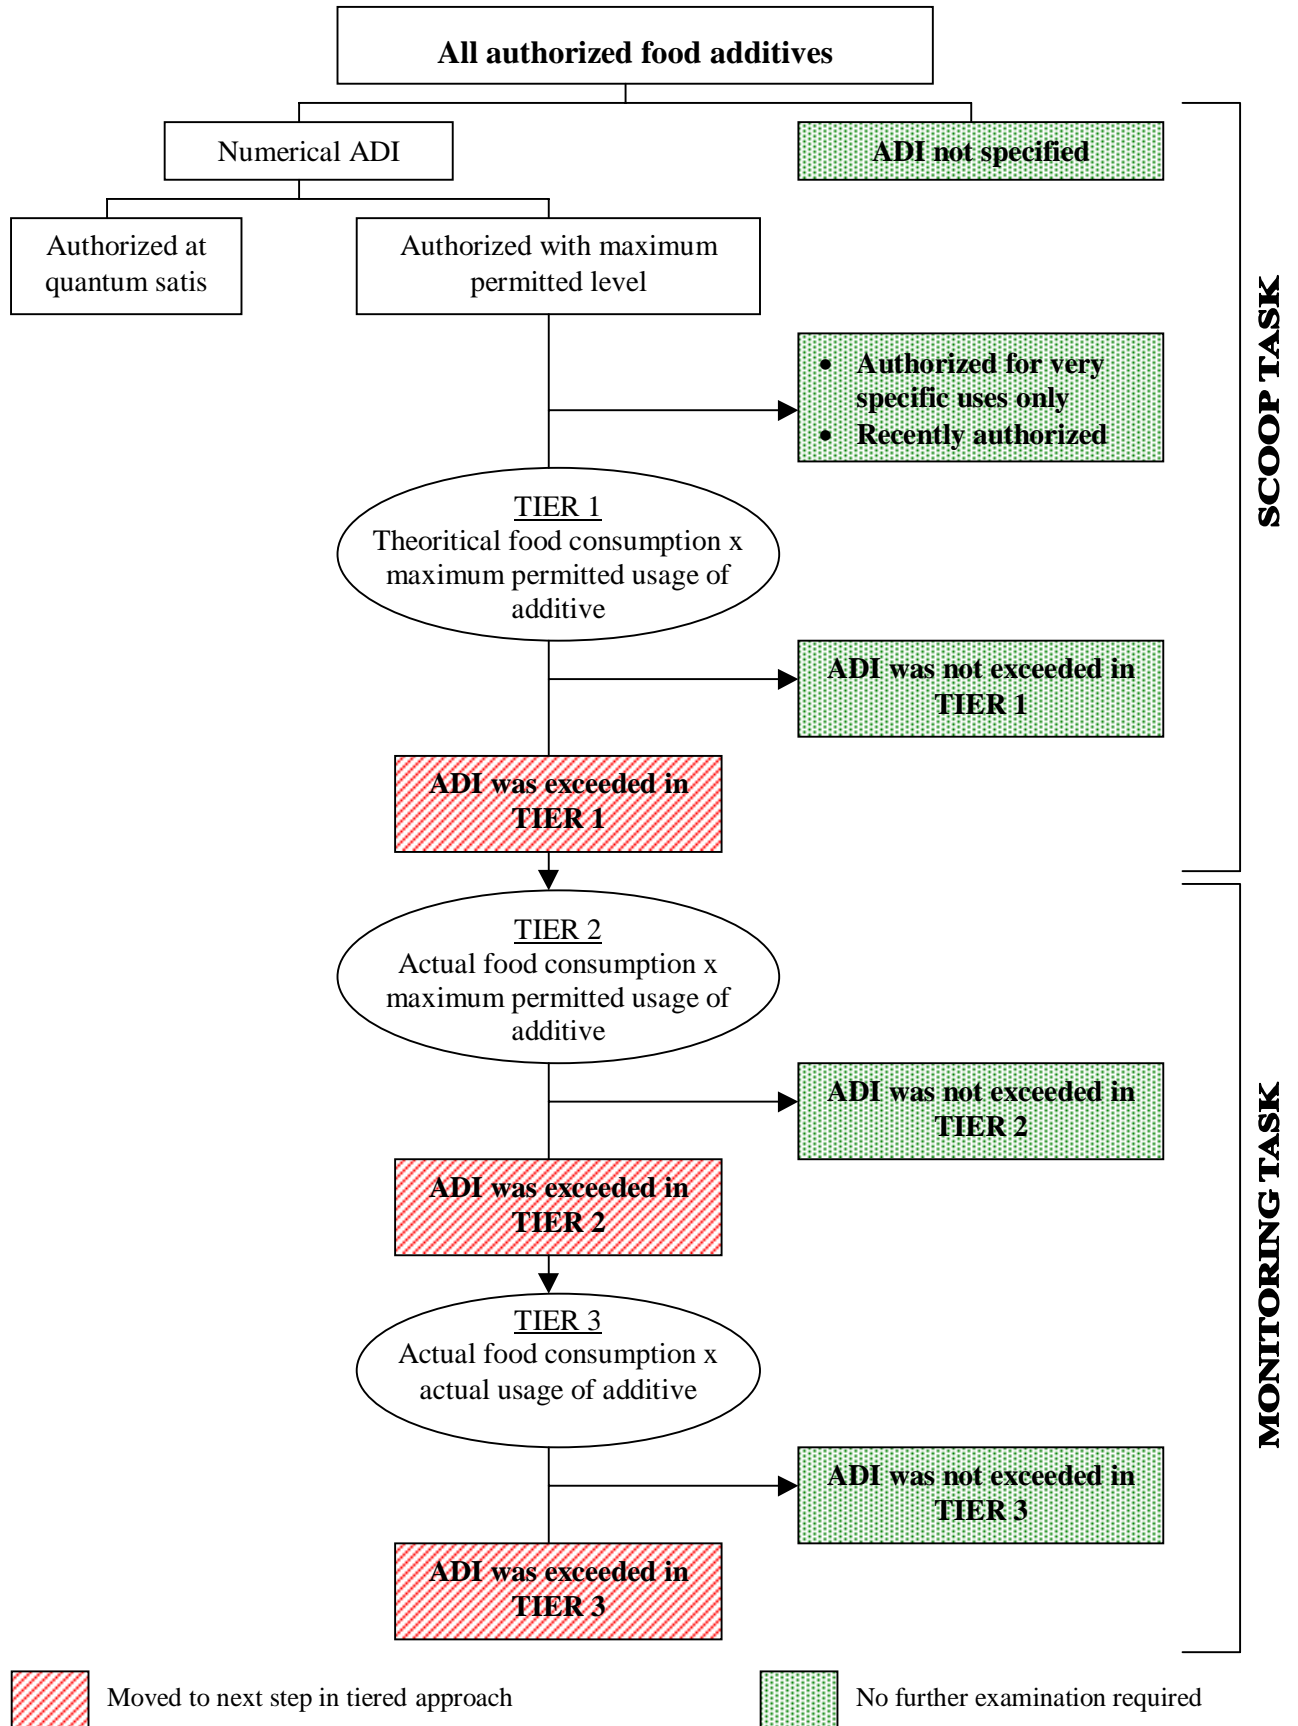 All authorized food additives
Numerical ADI
ADI not specified
Authorized at
quantum satis
Authorized with maximum
permitted level
• Authorized for very
specific uses only
• Recently authorized
TIER 1
Theoritical food consumption x
maximum permitted usage of
additive
ADI was not exceeded in
TIER 1
ADI was exceeded in
TIER 1
SCOOP TASK
TIER 2
Actual food consumption x
maximum permitted usage of
additive
ADI was not exceeded in
TIER 2
ADI was exceeded in
TIER 2
TIER 3
Actual food consumption x
actual usage of additive
ADI was not exceeded in
TIER 3
ADI was exceeded in
TIER 3
MONITORING TASK
Moved to next step in tiered approach
No further examination required